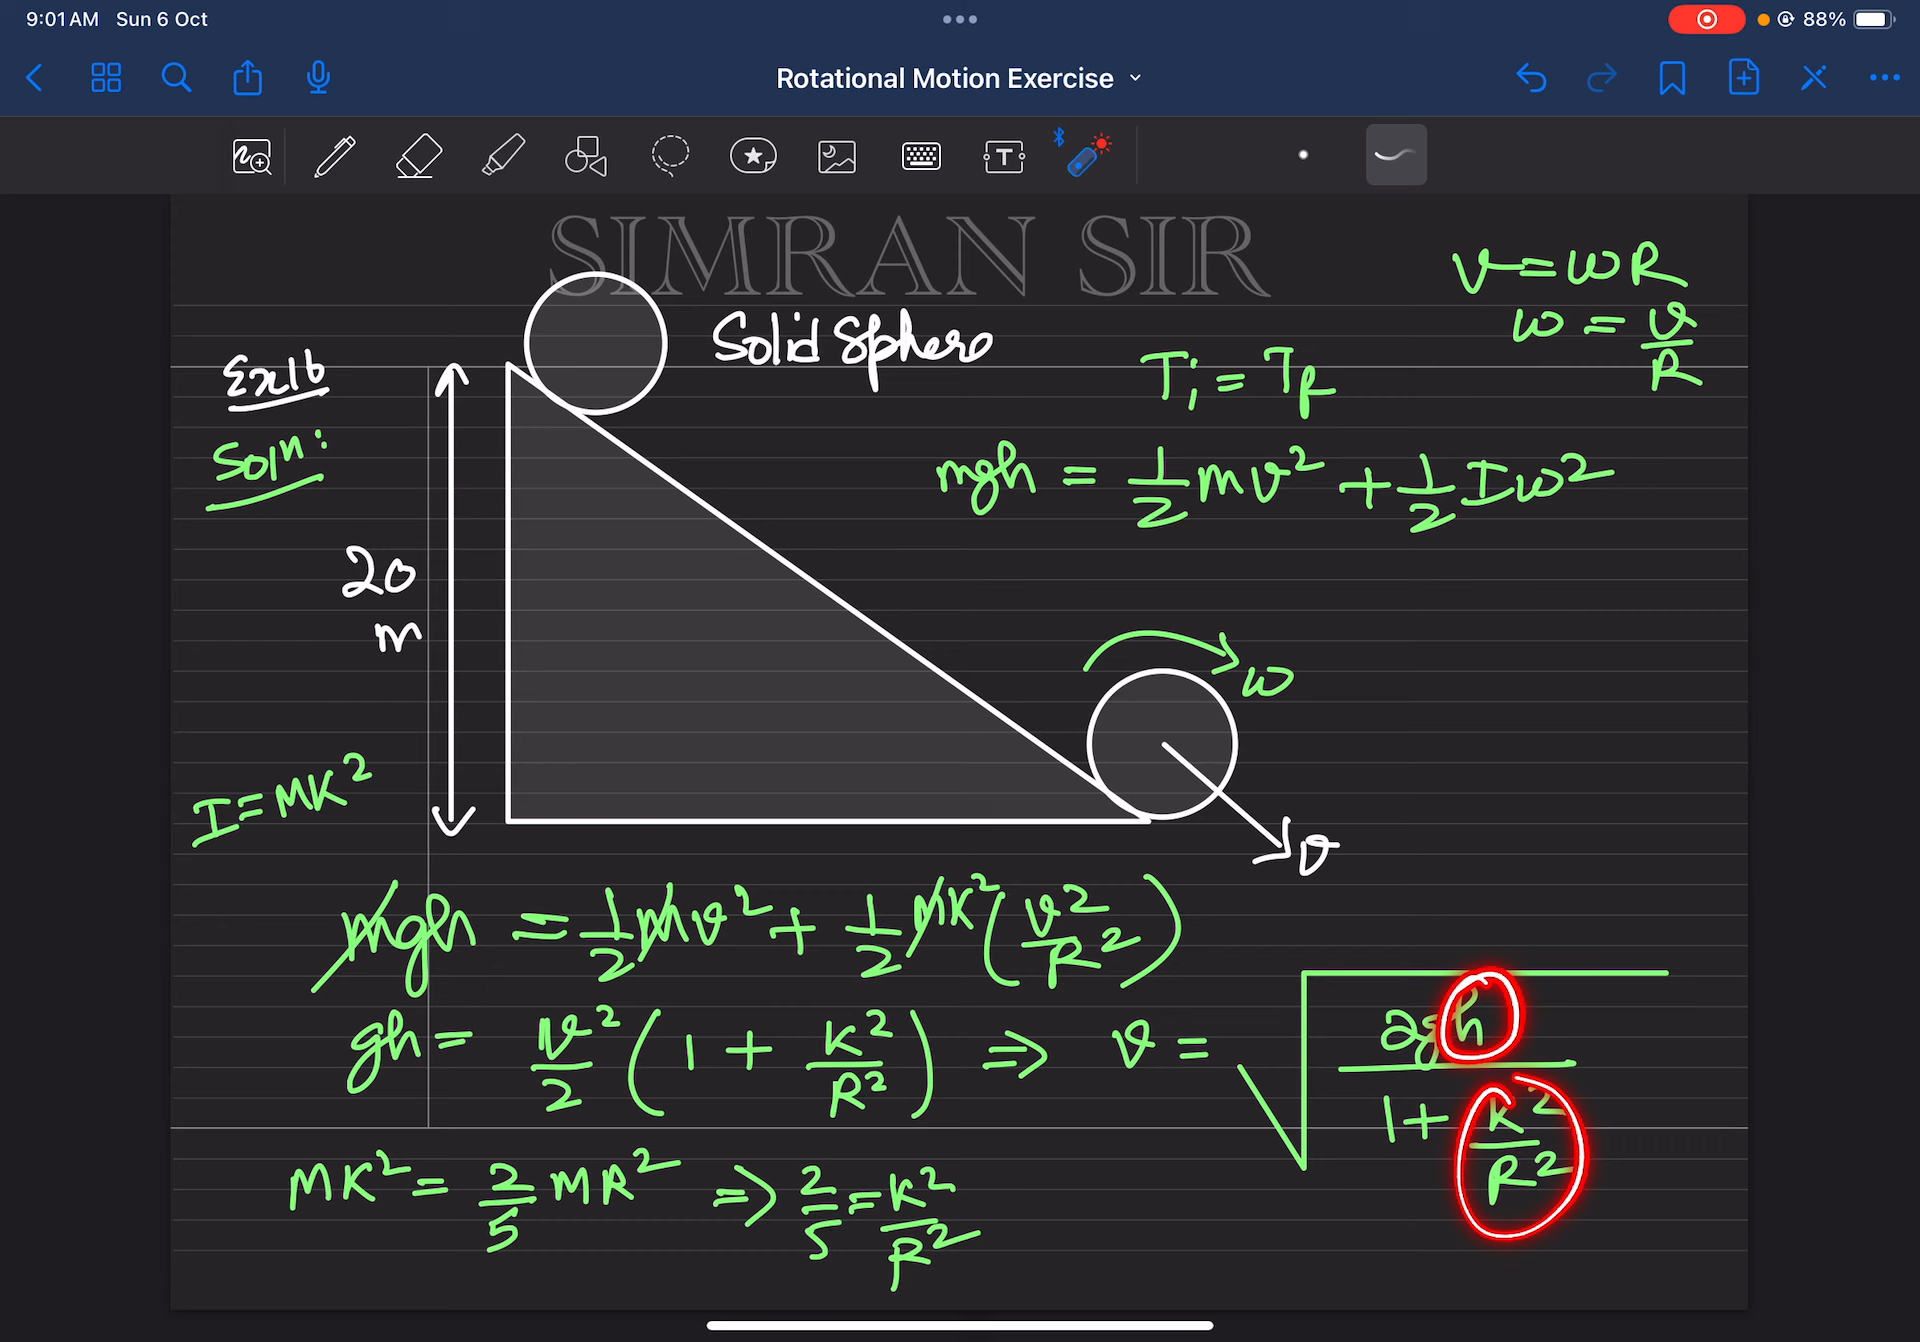 9:01 AM Sun 6 Oct
88%
Rotational Motion Exercise
T
SIMRAN SIR
v = ωR
ω = v/R
Solid Sphere
Ex16
Ti = Tf
Soln:
mgh = 1/2 mv² + 1/2 Iω²
20
m
ω
I = MK²
v
mgh = 1/2 mv² + 1/2 MK² (v²/R²)
gh = v²/2 (1 + K²/R²) ⇒ v = √(2gh/(1 + K²/R²))
MK² = 2/5 MR² ⇒ 2/5 = K²/R²